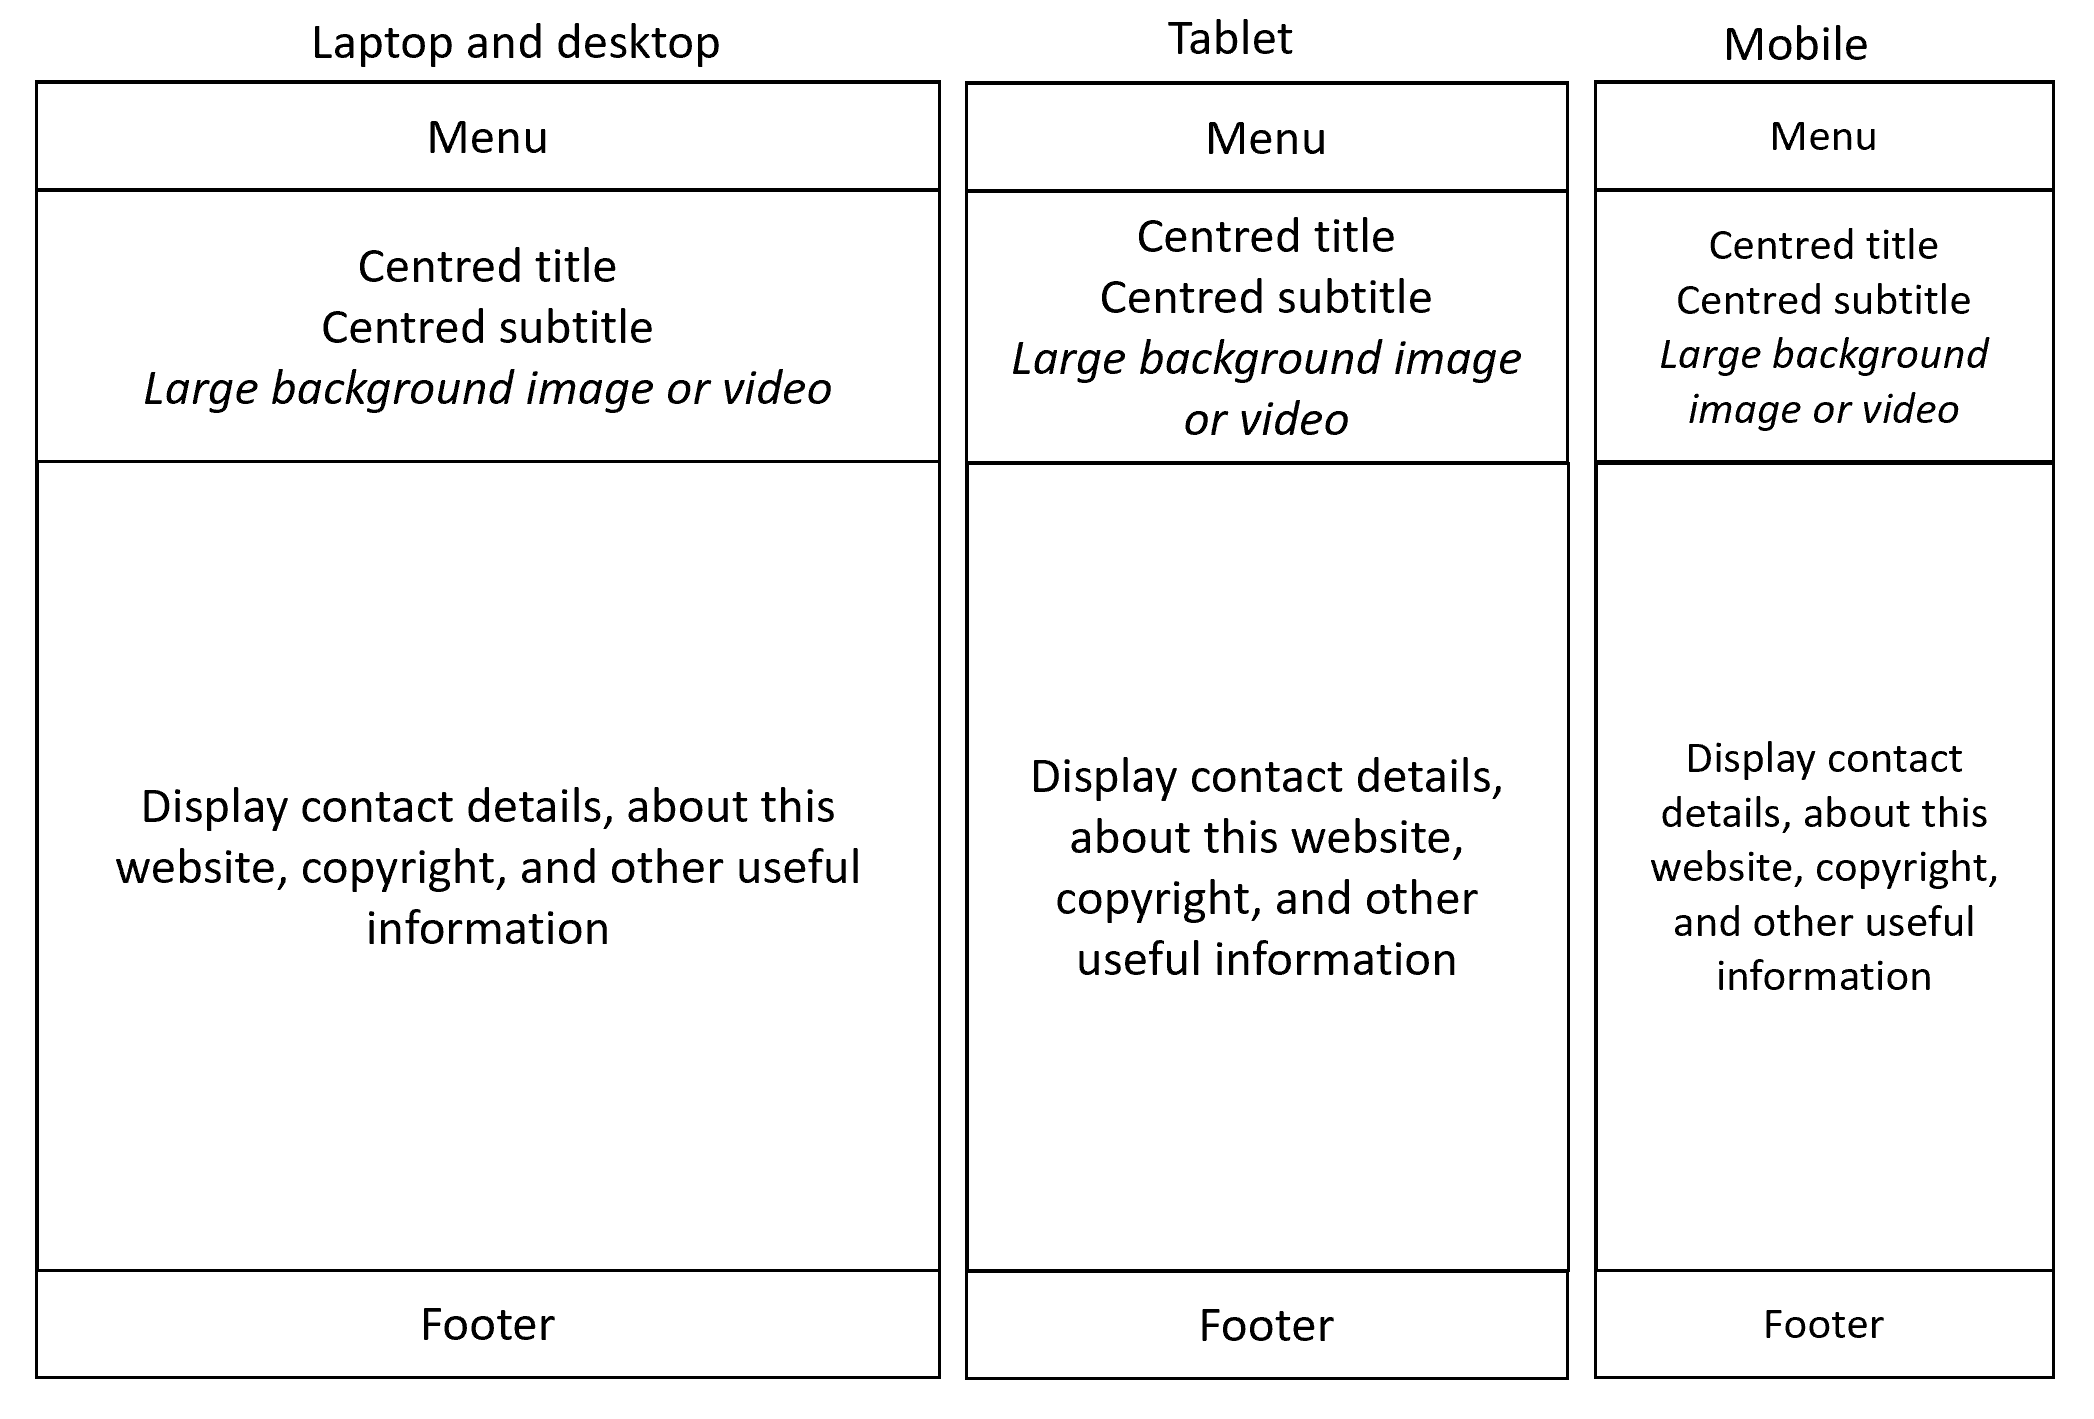 Laptop and desktop
Menu
Centred title
Centred subtitle
Large background image or video
Display contact details, about this
website, copyright, and other useful
information
Footer
Tablet
Menu
Centred title
Centred subtitle
Large background image
or video
Display contact details,
about this website,
copyright, and other
useful information
Footer
Mobile
Menu
Centred title
Centred subtitle
Large background
image or video
Display contact
details, about this
website, copyright,
and other useful
information
Footer